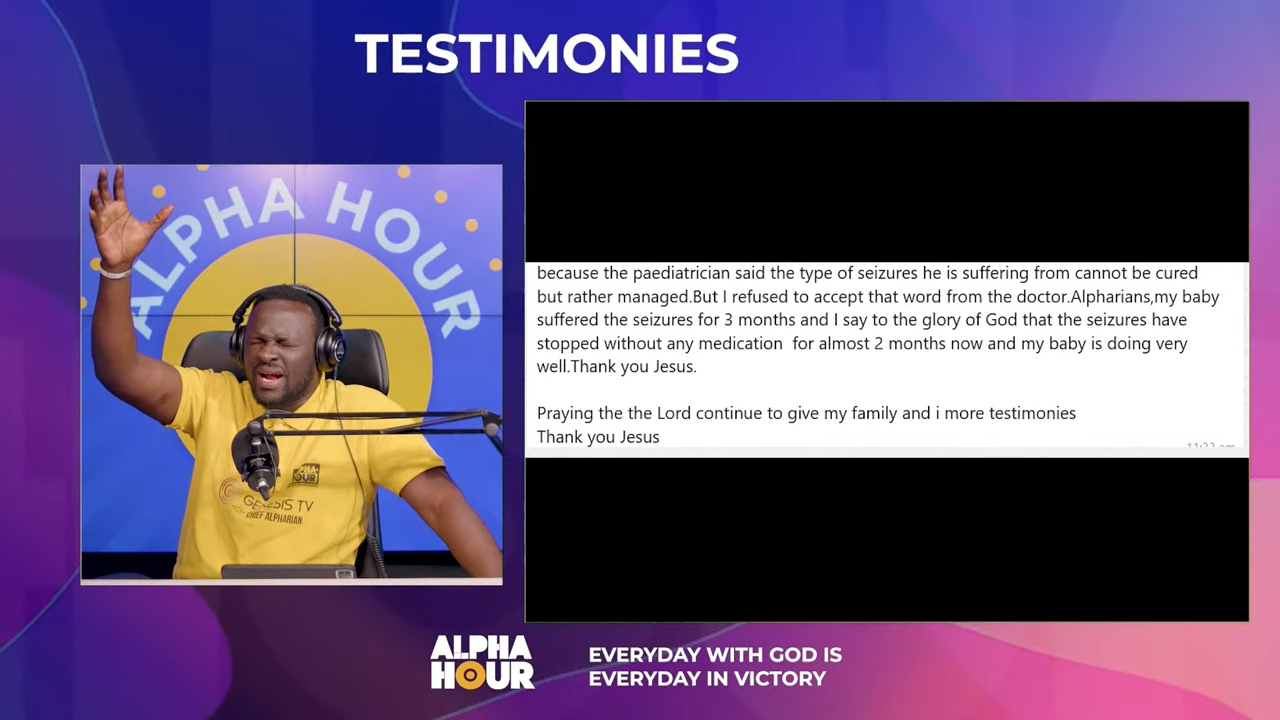 TESTIMONIES
ALPHA HOUR
ALPHA
HOUR
GENESIS TV
CHIEF ALPHARIAN
because the paediatrician said the type of seizures he is suffering from cannot be cured
but rather managed.But I refused to accept that word from the doctor.Alpharians,my baby
suffered the seizures for 3 months and I say to the glory of God that the seizures have
stopped without any medication  for almost 2 months now and my baby is doing very
well.Thank you Jesus.
Praying the the Lord continue to give my family and i more testimonies
Thank you Jesus
ALPHA
HOUR
EVERYDAY WITH GOD IS
EVERYDAY IN VICTORY